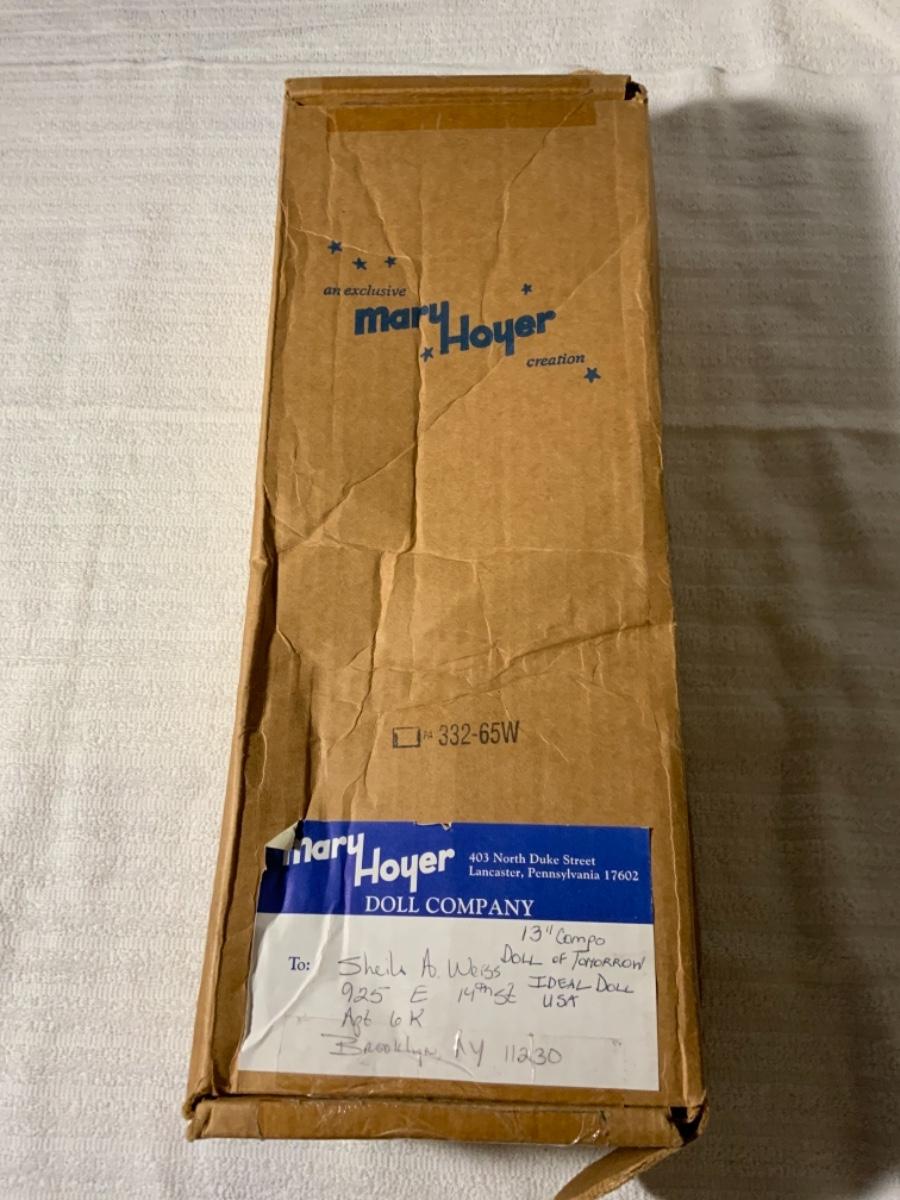 an exclusive
Mary Hoyer
creation
PA 332-65W
Mary Hoyer
403 North Duke Street
Lancaster, Pennsylvania 17602
DOLL COMPANY
13" Compo
DOLL OF TOMORROW
IDEAL DOLL
USA
To: Sheila A. Weiss
925 E 14th St
Apt 6K
Brooklyn, NY 11230